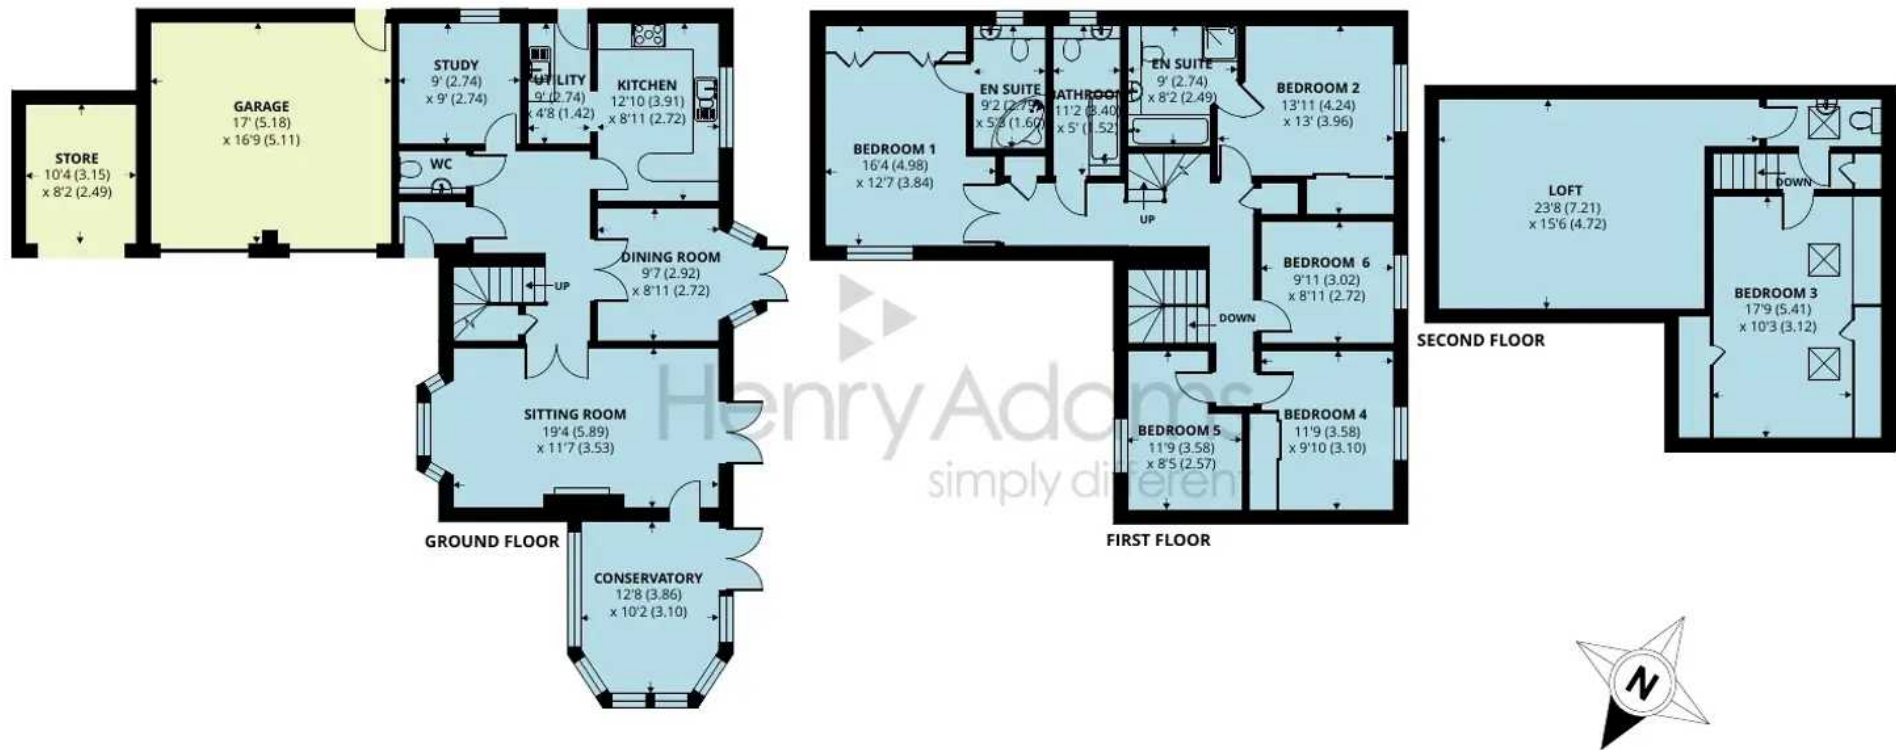 STORE
10'4 (3.15)
x 8'2 (2.49)
GARAGE
17' (5.18)
x 16'9 (5.11)
STUDY
9' (2.74)
x 9' (2.74)
UTILITY
9' (2.74)
x 4'8 (1.42)
KITCHEN
12'10 (3.91)
x 8'11 (2.72)
WC
DINING ROOM
9'7 (2.92)
x 8'11 (2.72)
UP
SITTING ROOM
19'4 (5.89)
x 11'7 (3.53)
GROUND FLOOR
CONSERVATORY
12'8 (3.86)
x 10'2 (3.10)
BEDROOM 1
16'4 (4.98)
x 12'7 (3.84)
EN SUITE
9'2 (2.79)
x 5'3 (1.60)
BATHROOM
11'2 (3.40)
x 5' (1.52)
EN SUITE
9' (2.74)
x 8'2 (2.49)
BEDROOM 2
13'11 (4.24)
x 13' (3.96)
UP
BEDROOM 6
9'11 (3.02)
x 8'11 (2.72)
DOWN
BEDROOM 5
11'9 (3.58)
x 8'5 (2.57)
BEDROOM 4
11'9 (3.58)
x 9'10 (3.10)
FIRST FLOOR
LOFT
23'8 (7.21)
x 15'6 (4.72)
DOWN
BEDROOM 3
17'9 (5.41)
x 10'3 (3.12)
SECOND FLOOR
Henry Adams
simply different
N